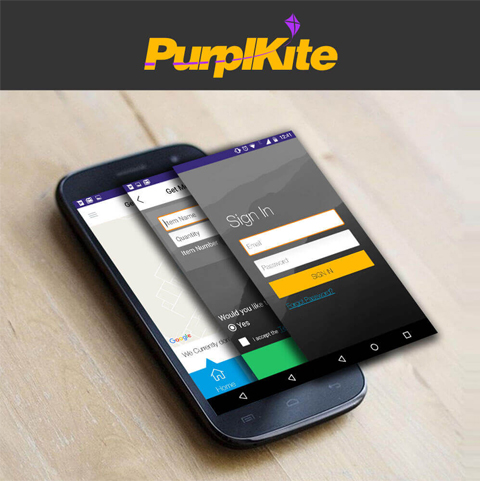 PurplKite
12:41
Get M
Sign In
Item Name
Email
Quantity
Password
Item Number
SIGN IN
Forgot Password?
Google
Would you like
Yes
We Currently do
I accept the
Home